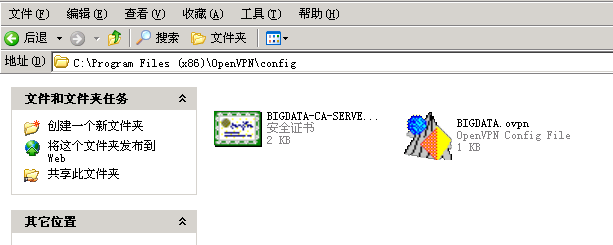 文件(F) 编辑(E) 查看(V) 收藏(A) 工具(T) 帮助(H)
后退 搜索 文件夹
地址(D) C:\Program Files (x86)\OpenVPN\config
文件和文件夹任务
创建一个新文件夹
将这个文件夹发布到
Web
共享此文件夹
其它位置
BIGDATA-CA-SERVE...
安全证书
2 KB
BIGDATA.ovpn
OpenVPN Config File
1 KB